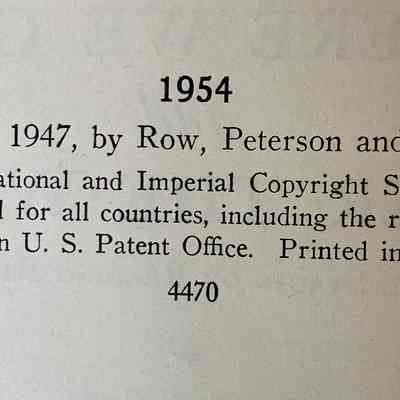 1954
1947, by Row, Peterson and
ational and Imperial Copyright S
for all countries, including the r
n U. S. Patent Office. Printed in
4470